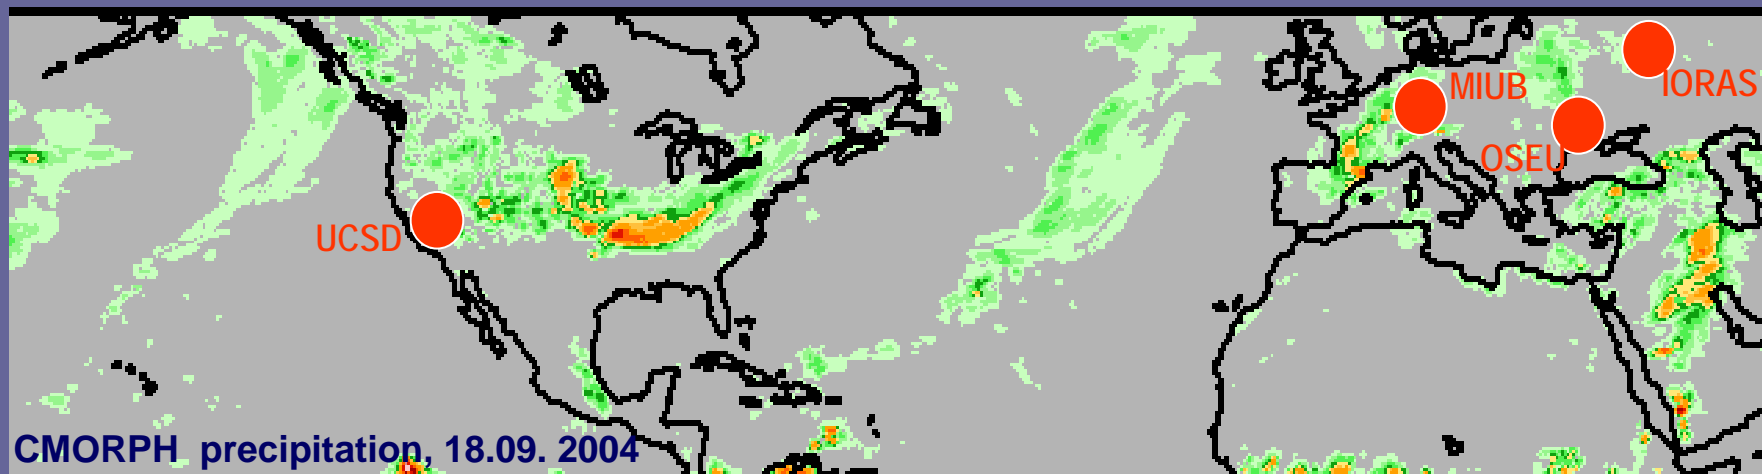 IORAS
MIUB
OSEU
UCSD
CMORPH precipitation, 18.09. 2004